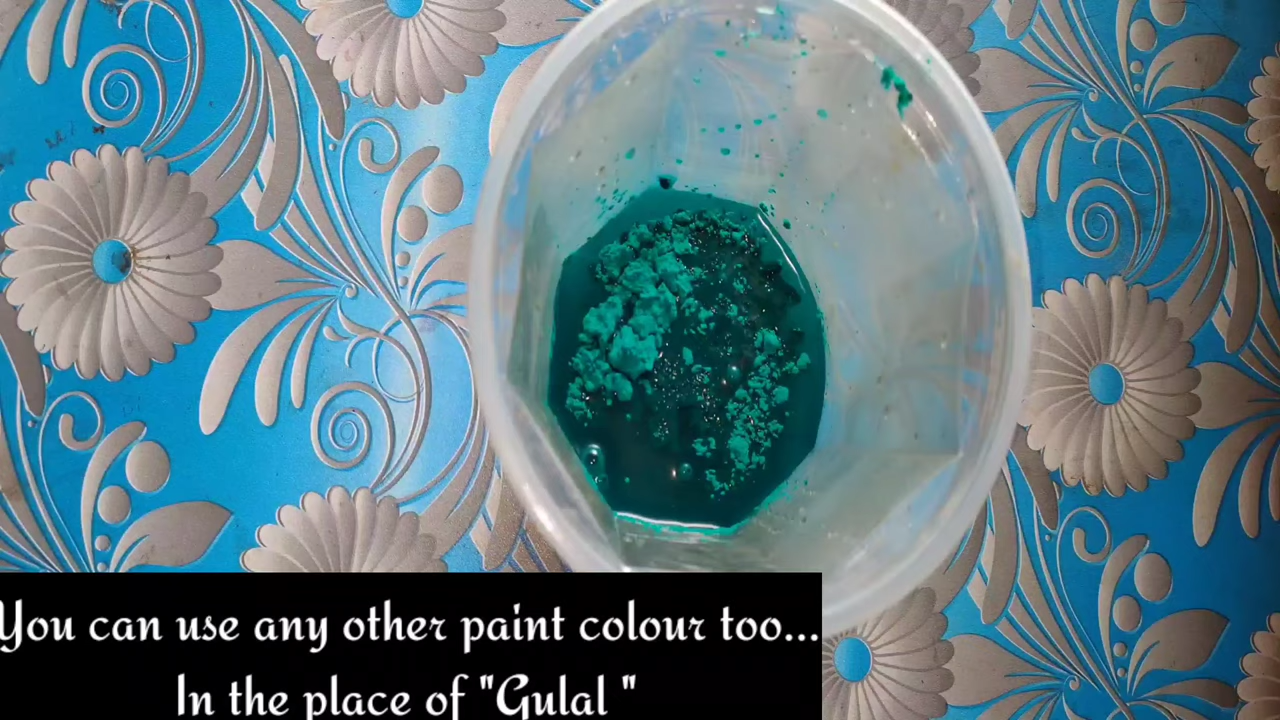 You can use any other paint colour too...
In the place of "Gulal "